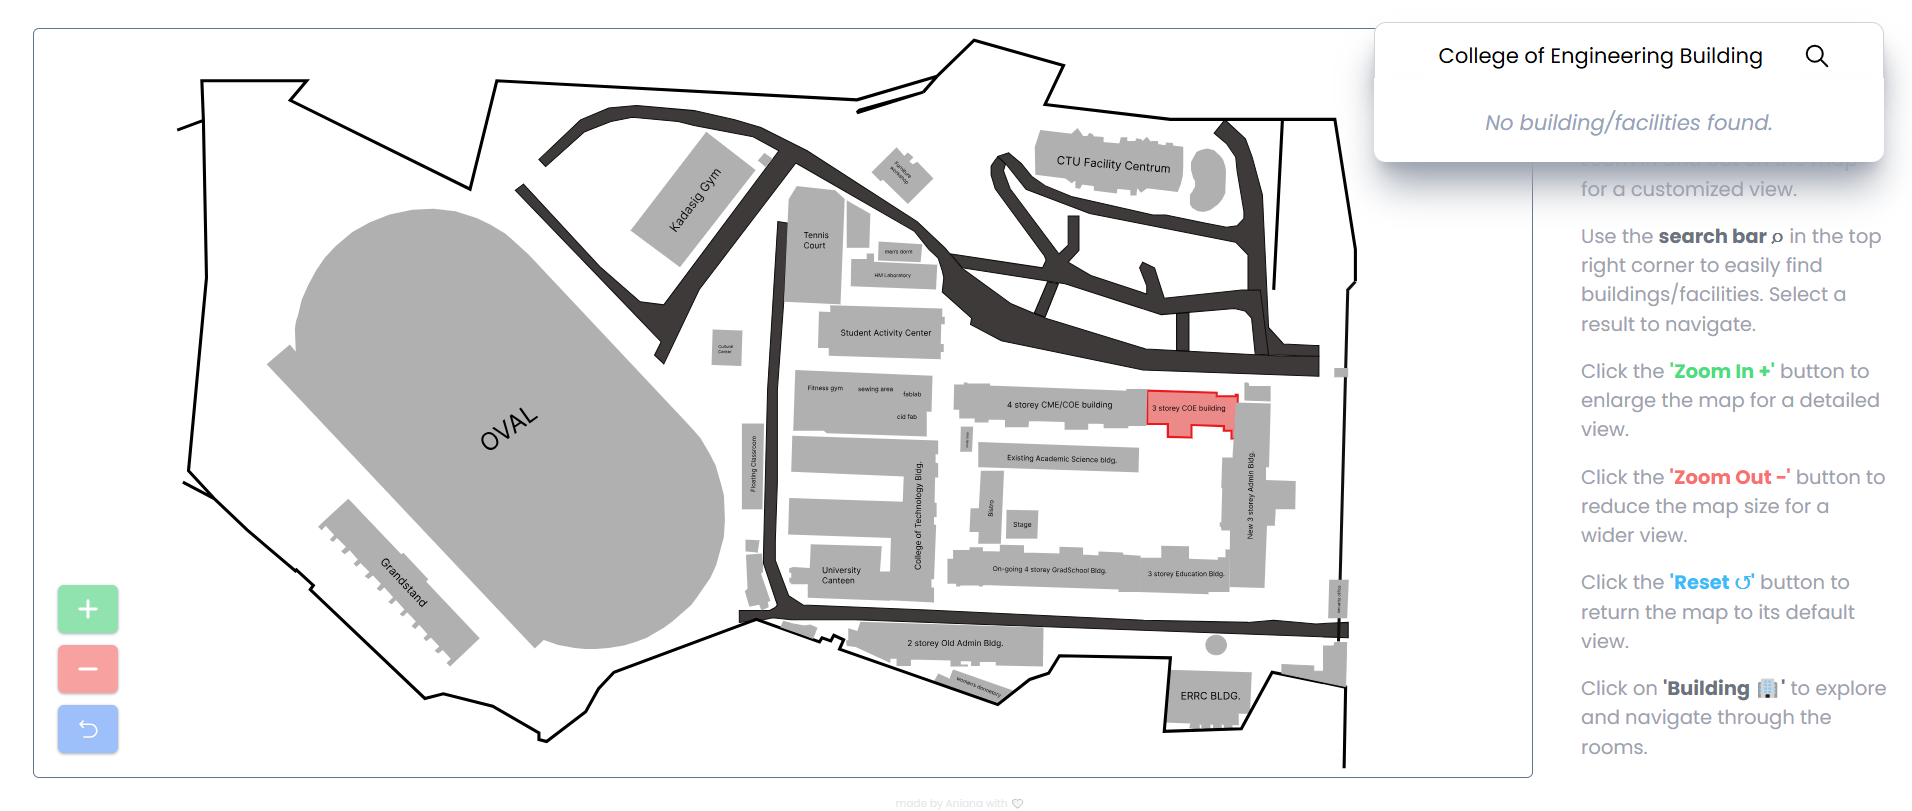 College of Engineering Building
No building/facilities found.
for a customized view.
Use the search bar in the top
right corner to easily find
buildings/facilities. Select a
result to navigate.
Click the 'Zoom In +' button to
enlarge the map for a detailed
view.
Click the 'Zoom Out -' button to
reduce the map size for a
wider view.
Click the 'Reset ↺' button to
return the map to its default
view.
Click on 'Building 🏢' to explore
and navigate through the
rooms.
CTU Facility Centrum
Furniture
workshop
Kadasig Gym
Tennis
Court
men's dorm
HM Laboratory
Student Activity Center
Cultural
Center
Fitness gym
sewing area
fablab
cid fab
4 storey CME/COE building
3 storey COE building
OVAL
Floating Classroom
College of Technology Bldg.
Existing Academic Science bldg.
New 3 storey Admin Bldg.
Bistro
Stage
Grandstand
University
Canteen
On-going 4 storey GradSchool Bldg.
3 storey Education Bldg.
security office
2 storey Old Admin Bldg.
women's dormetory
ERRC BLDG.
made by Aniana with